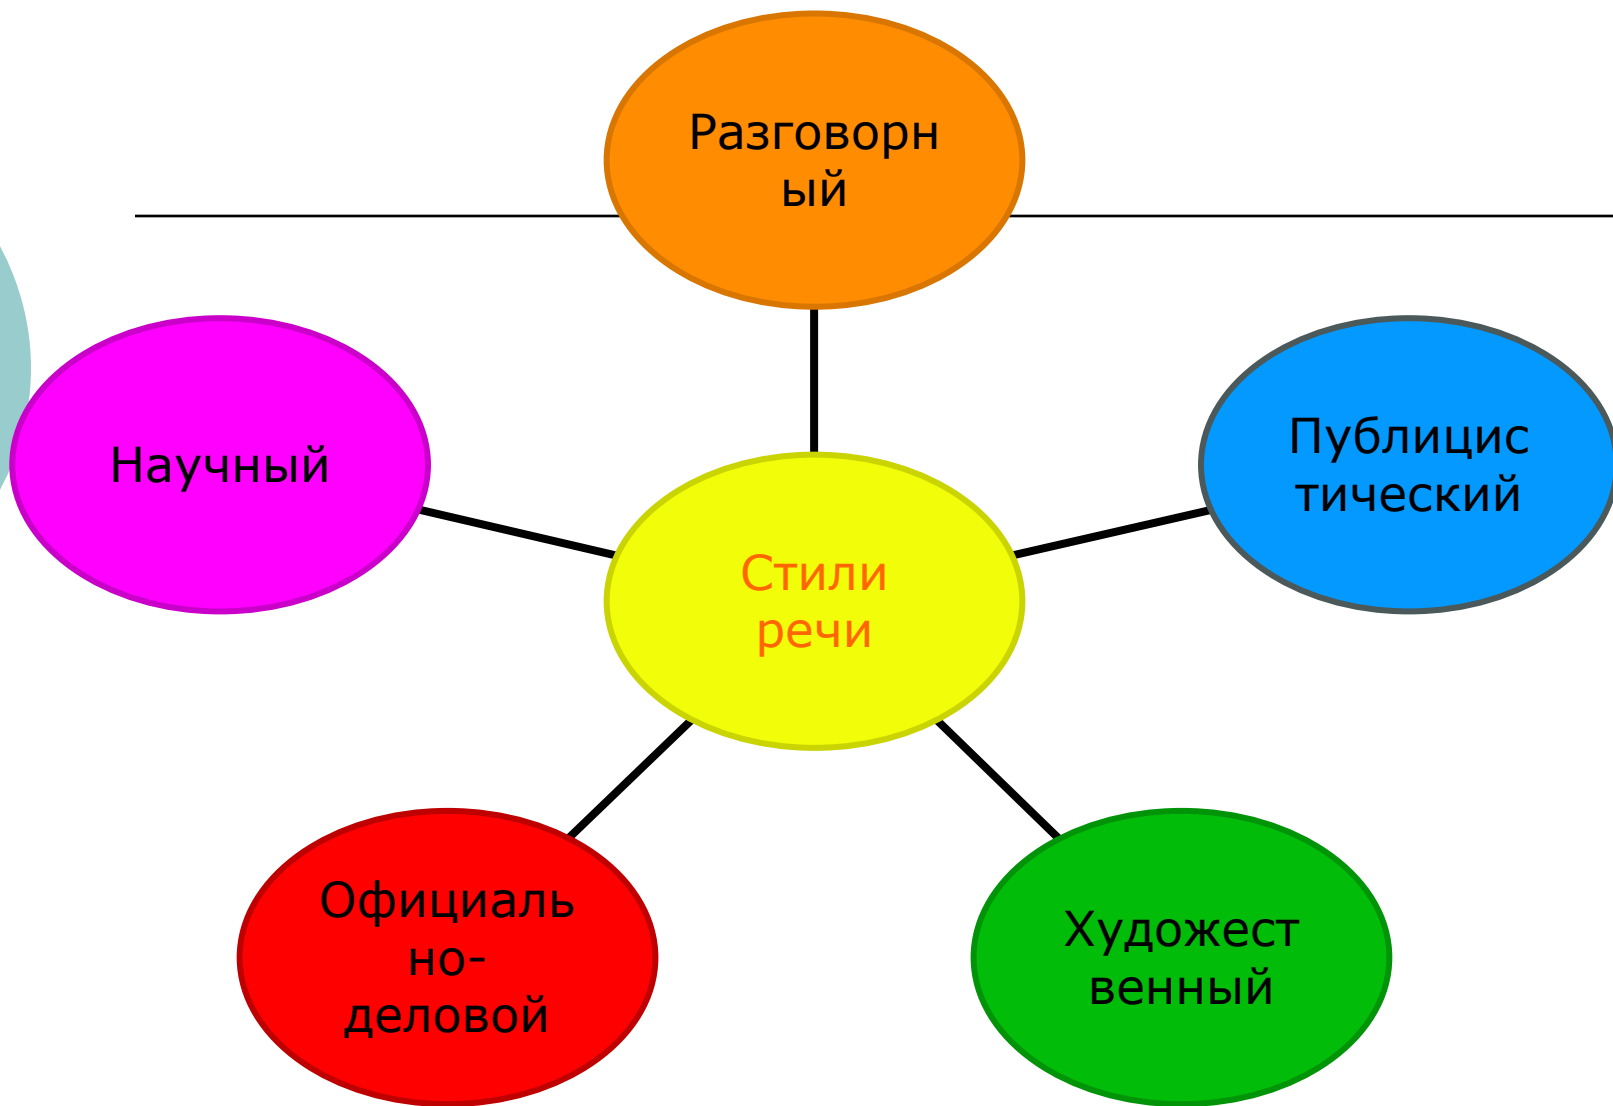 Разговорн
ый
Научный
Публицис
тический
Стили
речи
Официаль
но-
деловой
Художест
венный